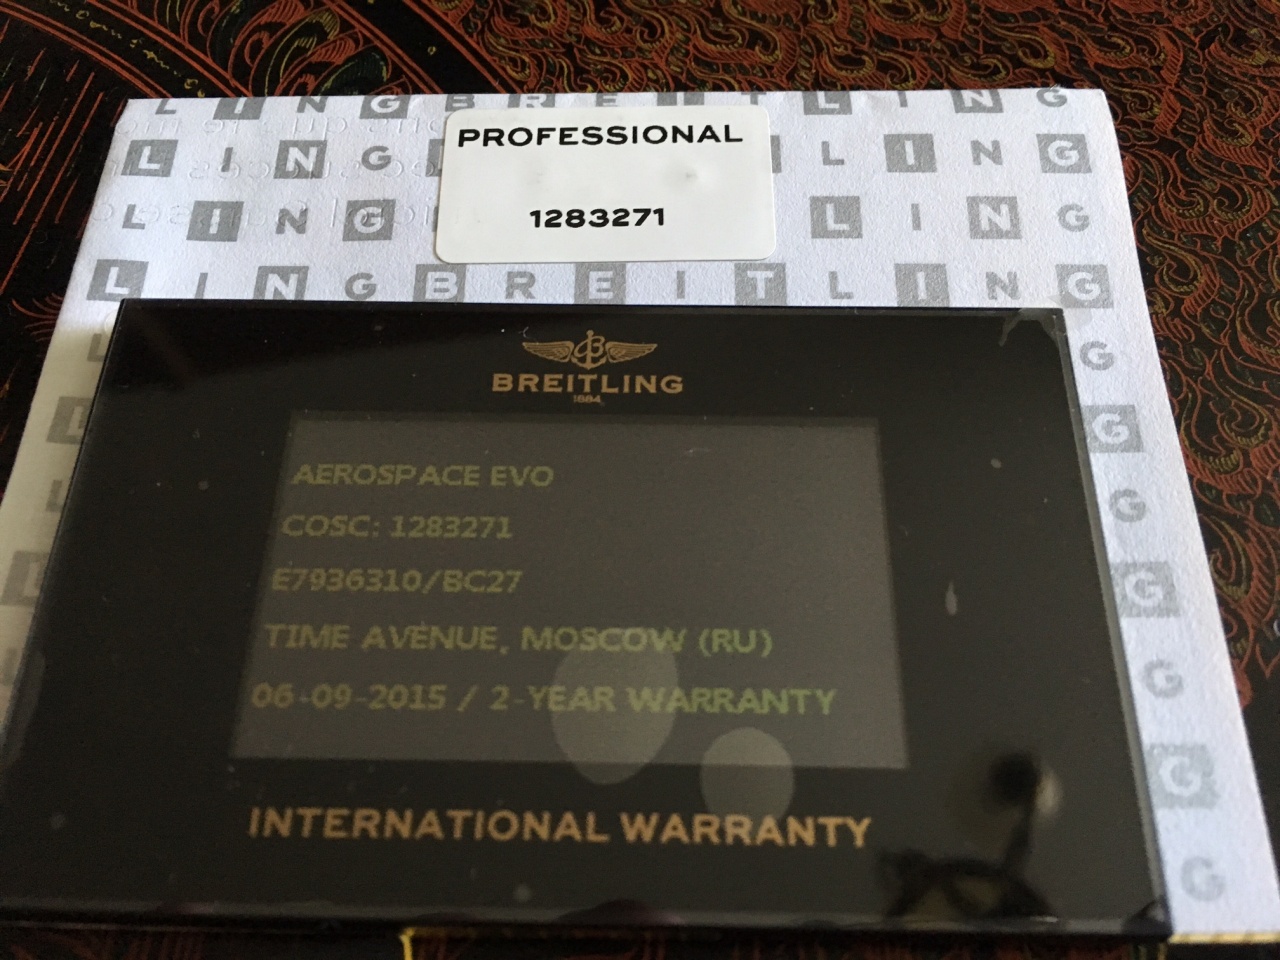 L I N G B R E I T L I N G
PROFESSIONAL
L I N G L I N G
1283271
L I N G L I N G
L I N G B R E I T L I N G
G
G
G
G
G
G
G
BREITLING
1884
AEROSPACE EVO
COSC: 1283271
E7936310/BC27
TIME AVENUE, MOSCOW (RU)
06-09-2015 / 2-YEAR WARRANTY
INTERNATIONAL WARRANTY